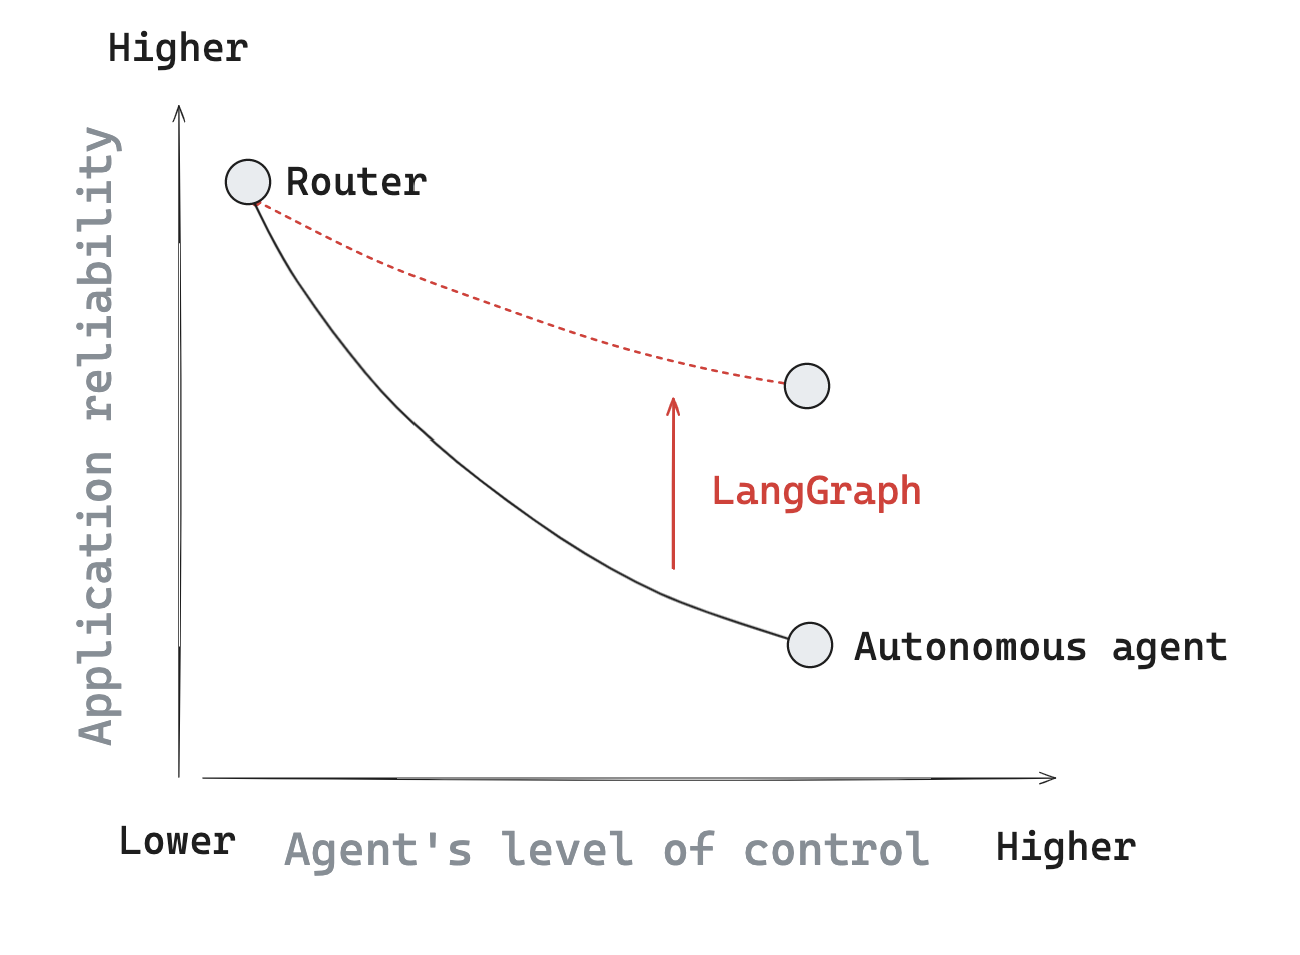 Higher
Application reliability
Router
LangGraph
Autonomous agent
Lower
Agent's level of control
Higher